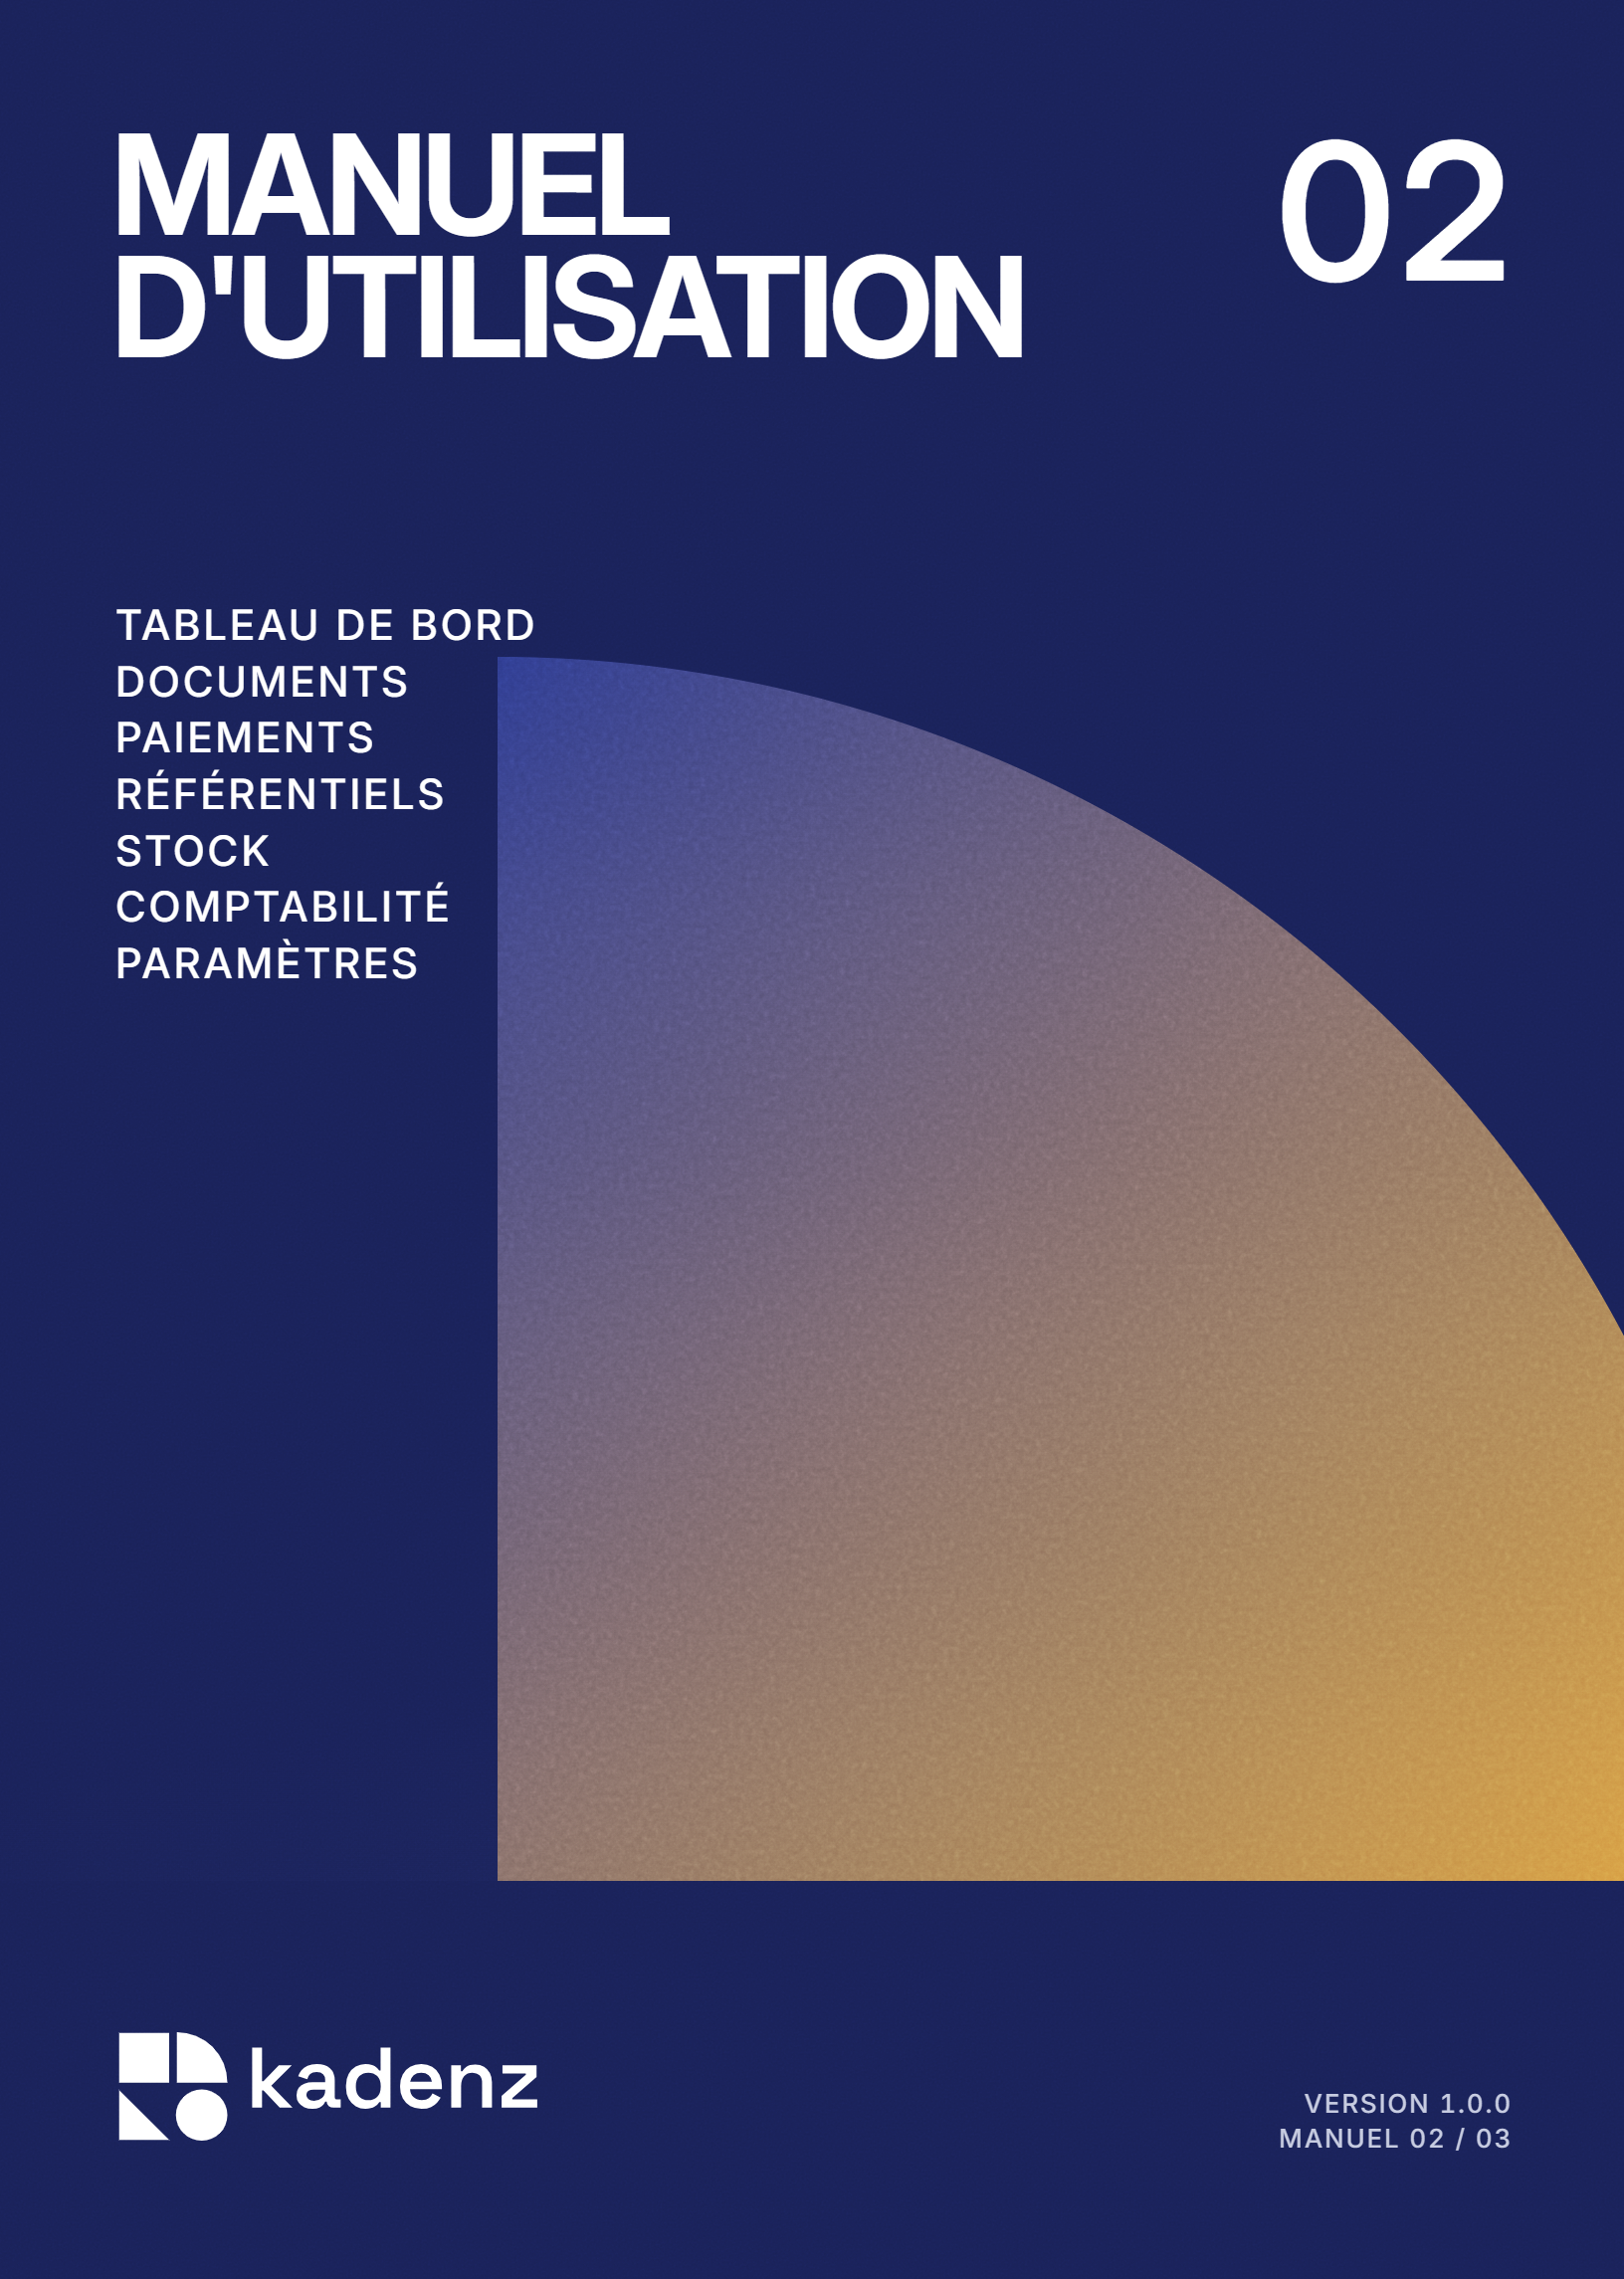 MANUEL
D'UTILISATION
02
TABLEAU DE BORD
DOCUMENTS
PAIEMENTS
RÉFÉRENTIELS
STOCK
COMPTABILITÉ
PARAMÈTRES
kadenz
VERSION 1.0.0
MANUEL 02 / 03